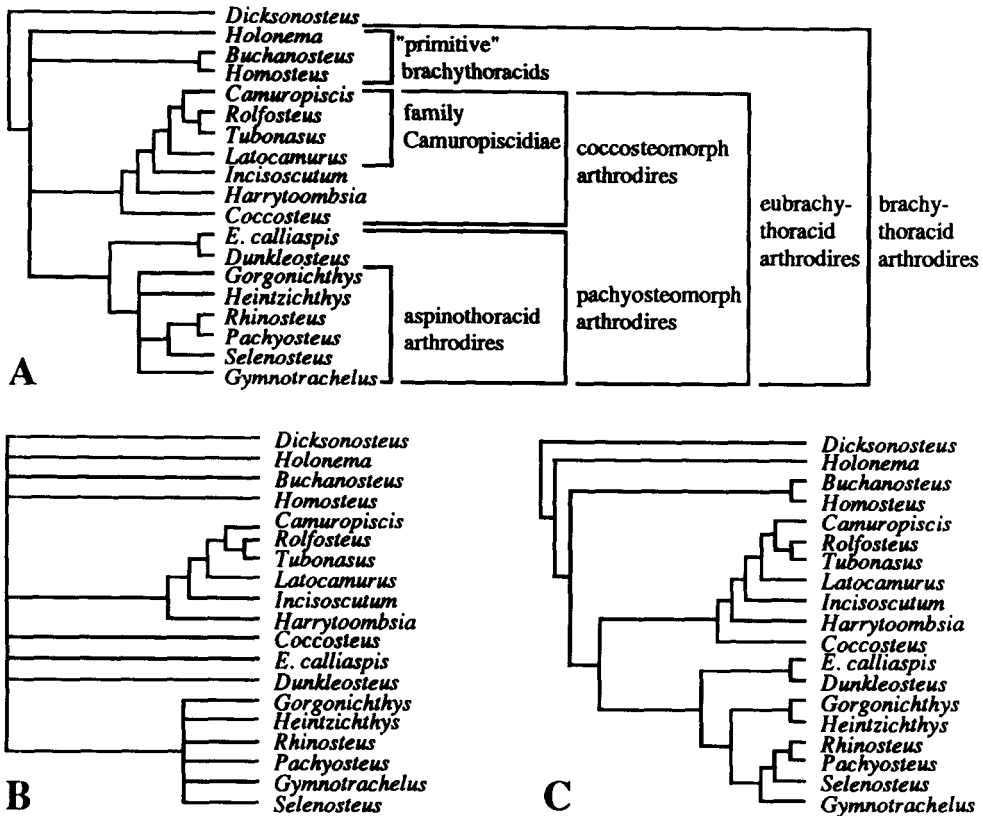 Dicksonosteus
Holonema
Buchanosteus
Homosteus
Camuropiscis
Rolfosteus
Tubonasus
Latocamurus
Incisoscutum
Harrytoombsia
Coccosteus
E. calliaspis
Dunkleosteus
Gorgonichthys
Heintzichthys
Rhinosteus
Pachyosteus
Selenosteus
Gymnotrachelus
"primitive"
brachythoracids
family
Camuropiscidiae
coccosteomorph
arthrodires
aspinothoracid
arthrodires
pachyosteomorph
arthrodires
eubrachy-
thoracid
arthrodires
brachy-
thoracid
arthrodires
A
Dicksonosteus
Holonema
Buchanosteus
Homosteus
Camuropiscis
Rolfosteus
Tubonasus
Latocamurus
Incisoscutum
Harrytoombsia
Coccosteus
E. calliaspis
Dunkleosteus
Gorgonichthys
Heintzichthys
Rhinosteus
Pachyosteus
Gymnotrachelus
Selenosteus
B
Dicksonosteus
Holonema
Buchanosteus
Homosteus
Camuropiscis
Rolfosteus
Tubonasus
Latocamurus
Incisoscutum
Harrytoombsia
Coccosteus
E. calliaspis
Dunkleosteus
Gorgonichthys
Heintzichthys
Rhinosteus
Pachyosteus
Selenosteus
Gymnotrachelus
C